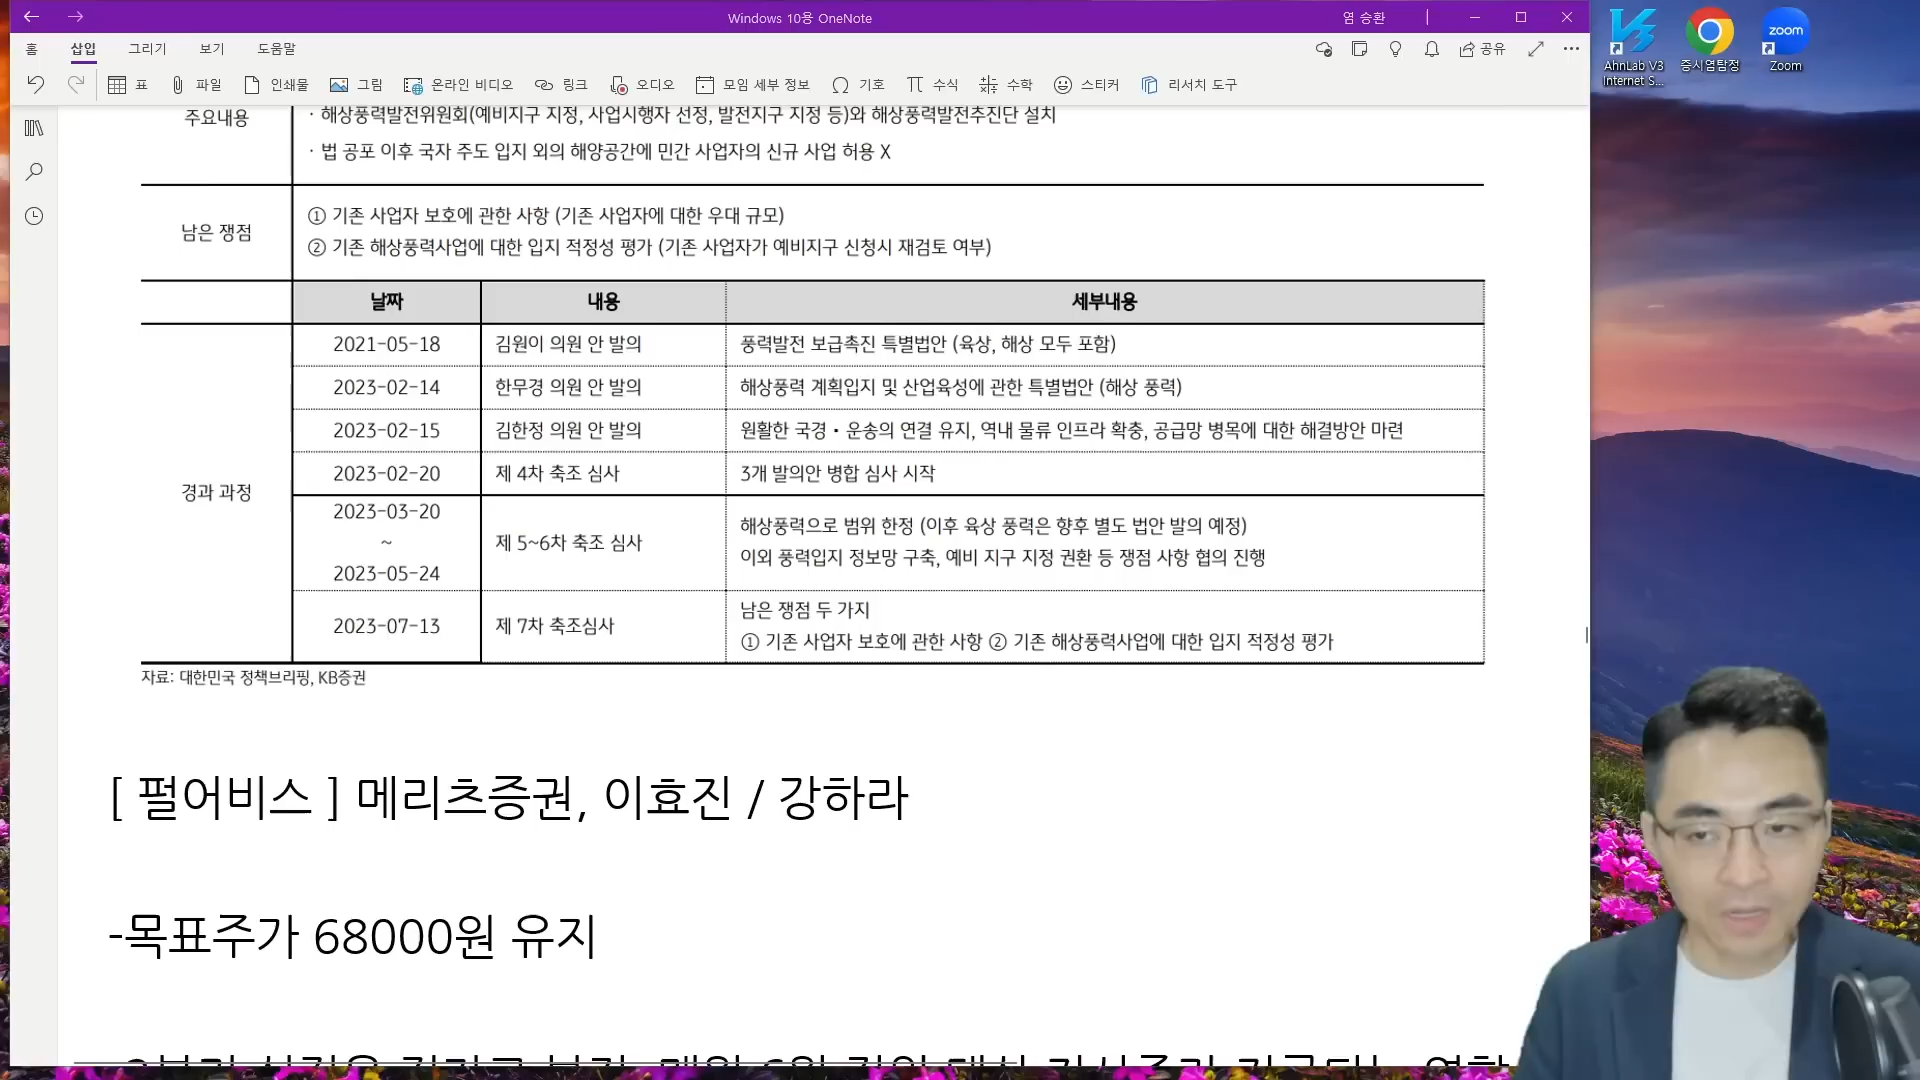 Windows 10용 OneNote
염 승환
홈 삽입 그리기 보기 도움말
공유
표 파일 인쇄물 그림 온라인 비디오 링크 오디오 모임 세부 정보 기호 수식 수학 스티커 리서치 도구
AhnLab V3
Internet S...
증시염탐정
zoom
Zoom
주요내용
· 해상풍력발전위원회(예비지구 지정, 사업시행자 선정, 발전지구 지정 등)와 해상풍력발전추진단 설치
· 법 공포 이후 국자 주도 입지 외의 해양공간에 민간 사업자의 신규 사업 허용 X
남은 쟁점
① 기존 사업자 보호에 관한 사항 (기존 사업자에 대한 우대 규모)
② 기존 해상풍력사업에 대한 입지 적정성 평가 (기존 사업자가 예비지구 신청시 재검토 여부)
날짜 내용 세부내용
경과 과정
2021-05-18 김원이 의원 안 발의 풍력발전 보급촉진 특별법안 (육상, 해상 모두 포함)
2023-02-14 한무경 의원 안 발의 해상풍력 계획입지 및 산업육성에 관한 특별법안 (해상 풍력)
2023-02-15 김한정 의원 안 발의 원활한 국경・운송의 연결 유지, 역내 물류 인프라 확충, 공급망 병목에 대한 해결방안 마련
2023-02-20 제 4차 축조 심사 3개 발의안 병합 심사 시작
2023-03-20
~
2023-05-24
제 5~6차 축조 심사
해상풍력으로 범위 한정 (이후 육상 풍력은 향후 별도 법안 발의 예정)
이외 풍력입지 정보망 구축, 예비 지구 지정 권환 등 쟁점 사항 협의 진행
2023-07-13 제 7차 축조심사
남은 쟁점 두 가지
① 기존 사업자 보호에 관한 사항 ② 기존 해상풍력사업에 대한 입지 적정성 평가
자료: 대한민국 정책브리핑, KB증권
[ 펄어비스 ] 메리츠증권, 이효진 / 강하라
-목표주가 68000원 유지